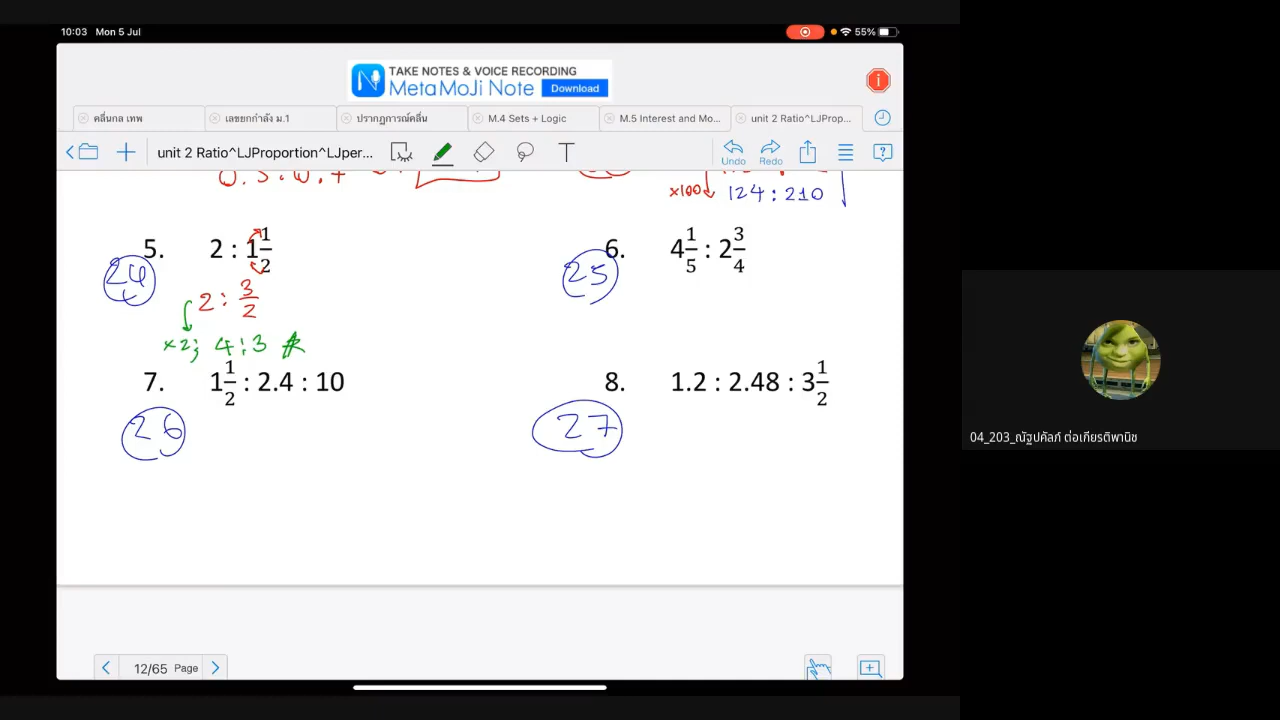 10:03 Mon 5 Jul
55%
TAKE NOTES & VOICE RECORDING
MetaMoJi Note Download
คลื่นกล เทพ
เลขยกกำลัง ม.1
ปรากฏการณ์คลื่น
M.4 Sets + Logic
M.5 Interest and Mo...
unit 2 Ratio^LJProp...
unit 2 Ratio^LJProportion^LJper...
T
Undo
Redo
x100
124 : 210
5. 2 : 1 1/2
24
2 : 3/2
x2; 4 : 3
6. 4 1/5 : 2 3/4
25
7. 1 1/2 : 2.4 : 10
26
8. 1.2 : 2.48 : 3 1/2
27
12/65 Page
04_203_ณัฐปคัลภ์ ต่อเกียรติพานิช